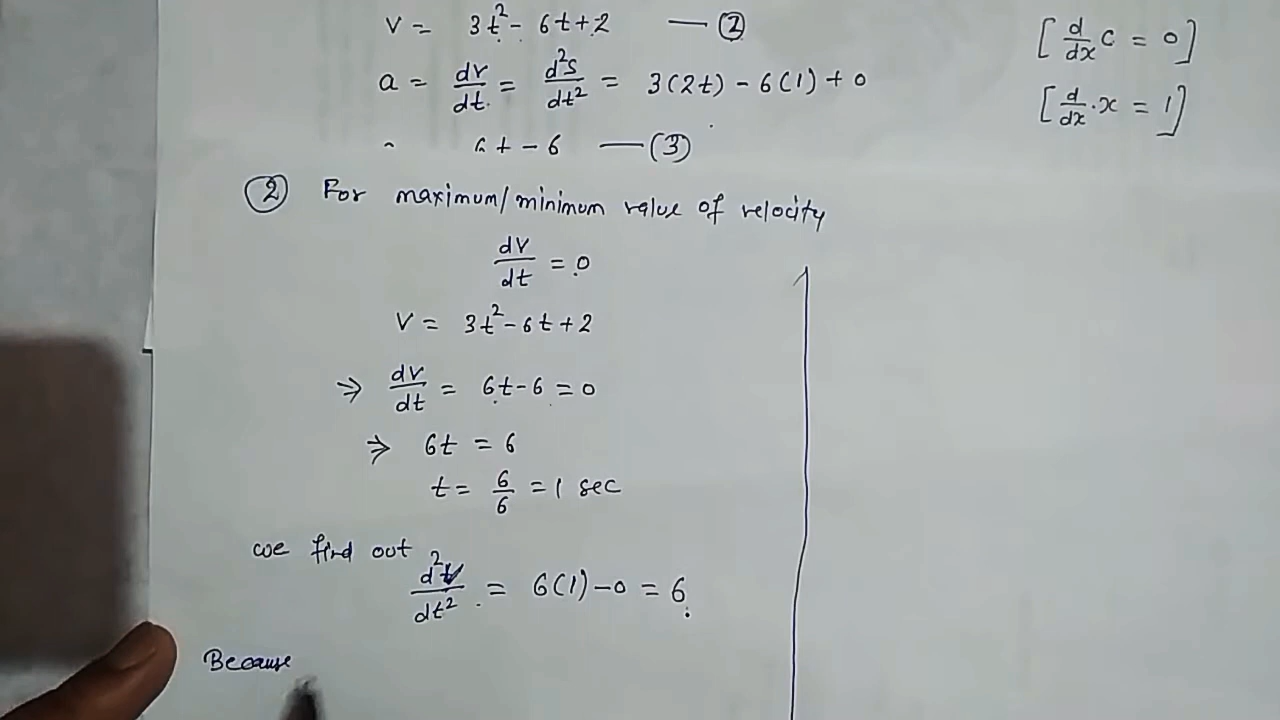 v = 3t² - 6t + 2 — (2)
[d/dx c = 0]
a = dv/dt = d²s/dt² = 3(2t) - 6(1) + 0
[d/dx · x = 1]
6t - 6 — (3)
(2) For maximum/minimum value of velocity
dv/dt = 0
v = 3t² - 6t + 2
⇒ dv/dt = 6t - 6 = 0
⇒ 6t = 6
t = 6/6 = 1 sec
we find out
d²v/dt² = 6(1) - 0 = 6
Because